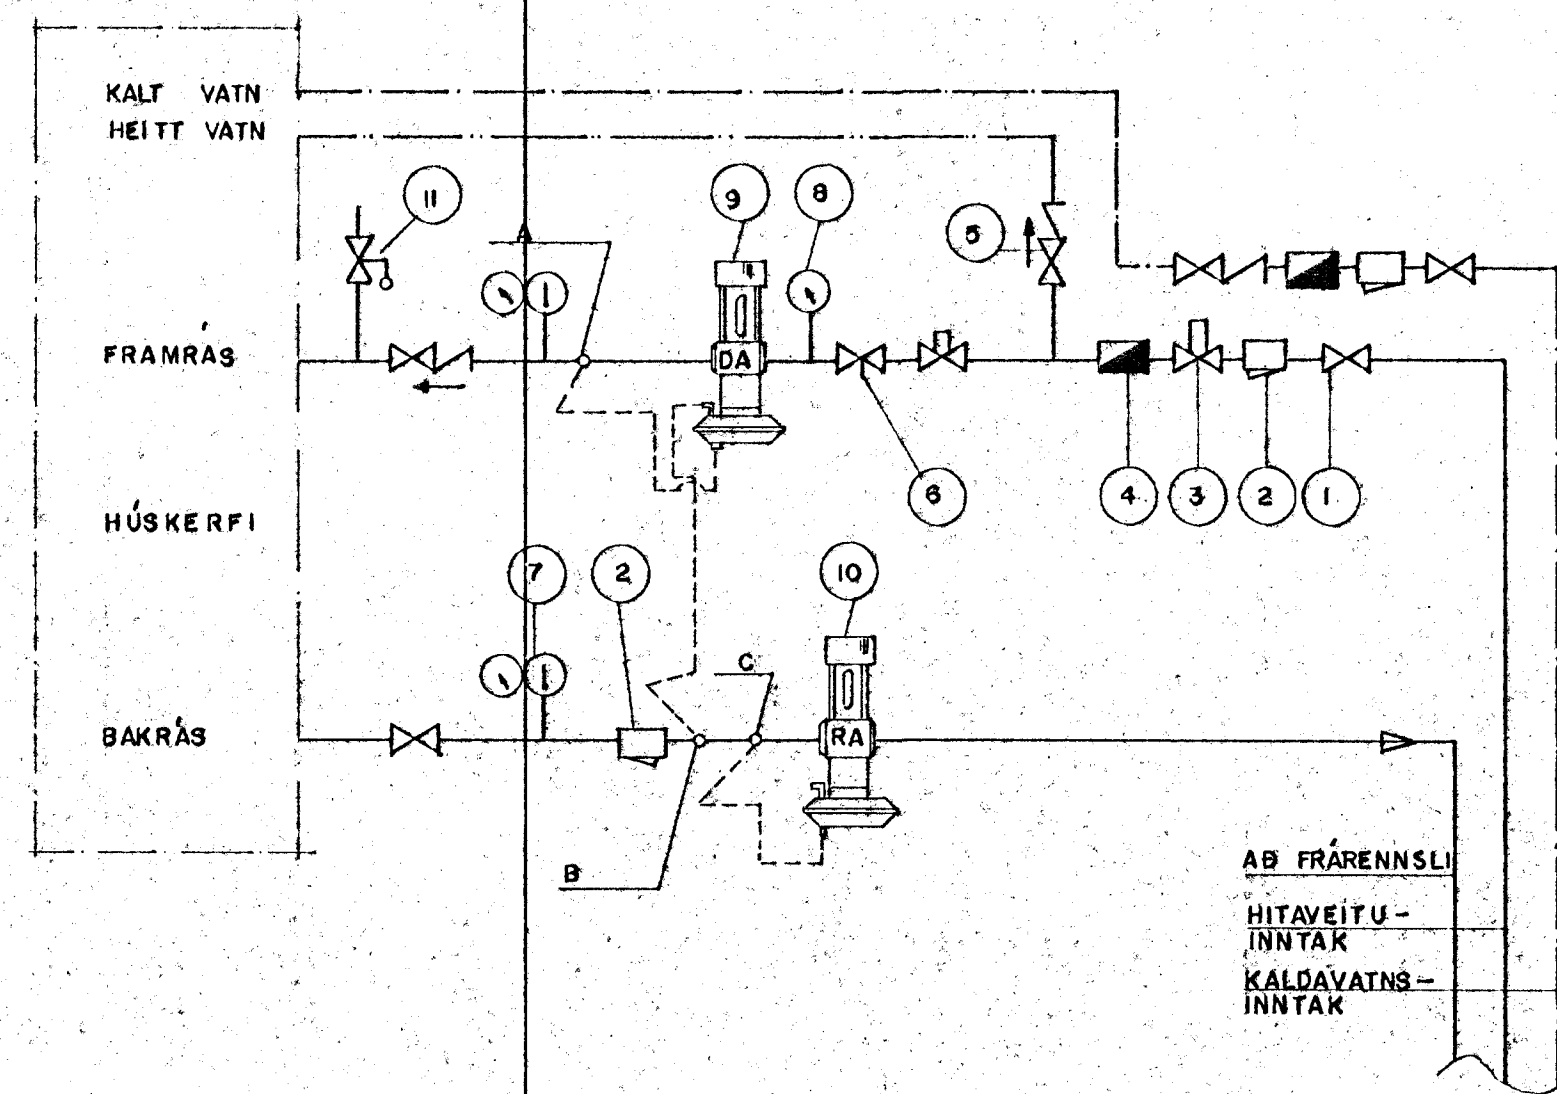 KALT VATN
HEITT VATN
11
9
8
5
A
FRAMRÁS
DA
6
4
3
2
1
HÚSKERFI
7
2
10
C
BAKRÁS
RA
B
AÐ FRÁRENNSLI
HITAVEITU-
INNTAK
KALDAVATNS-
INNTAK